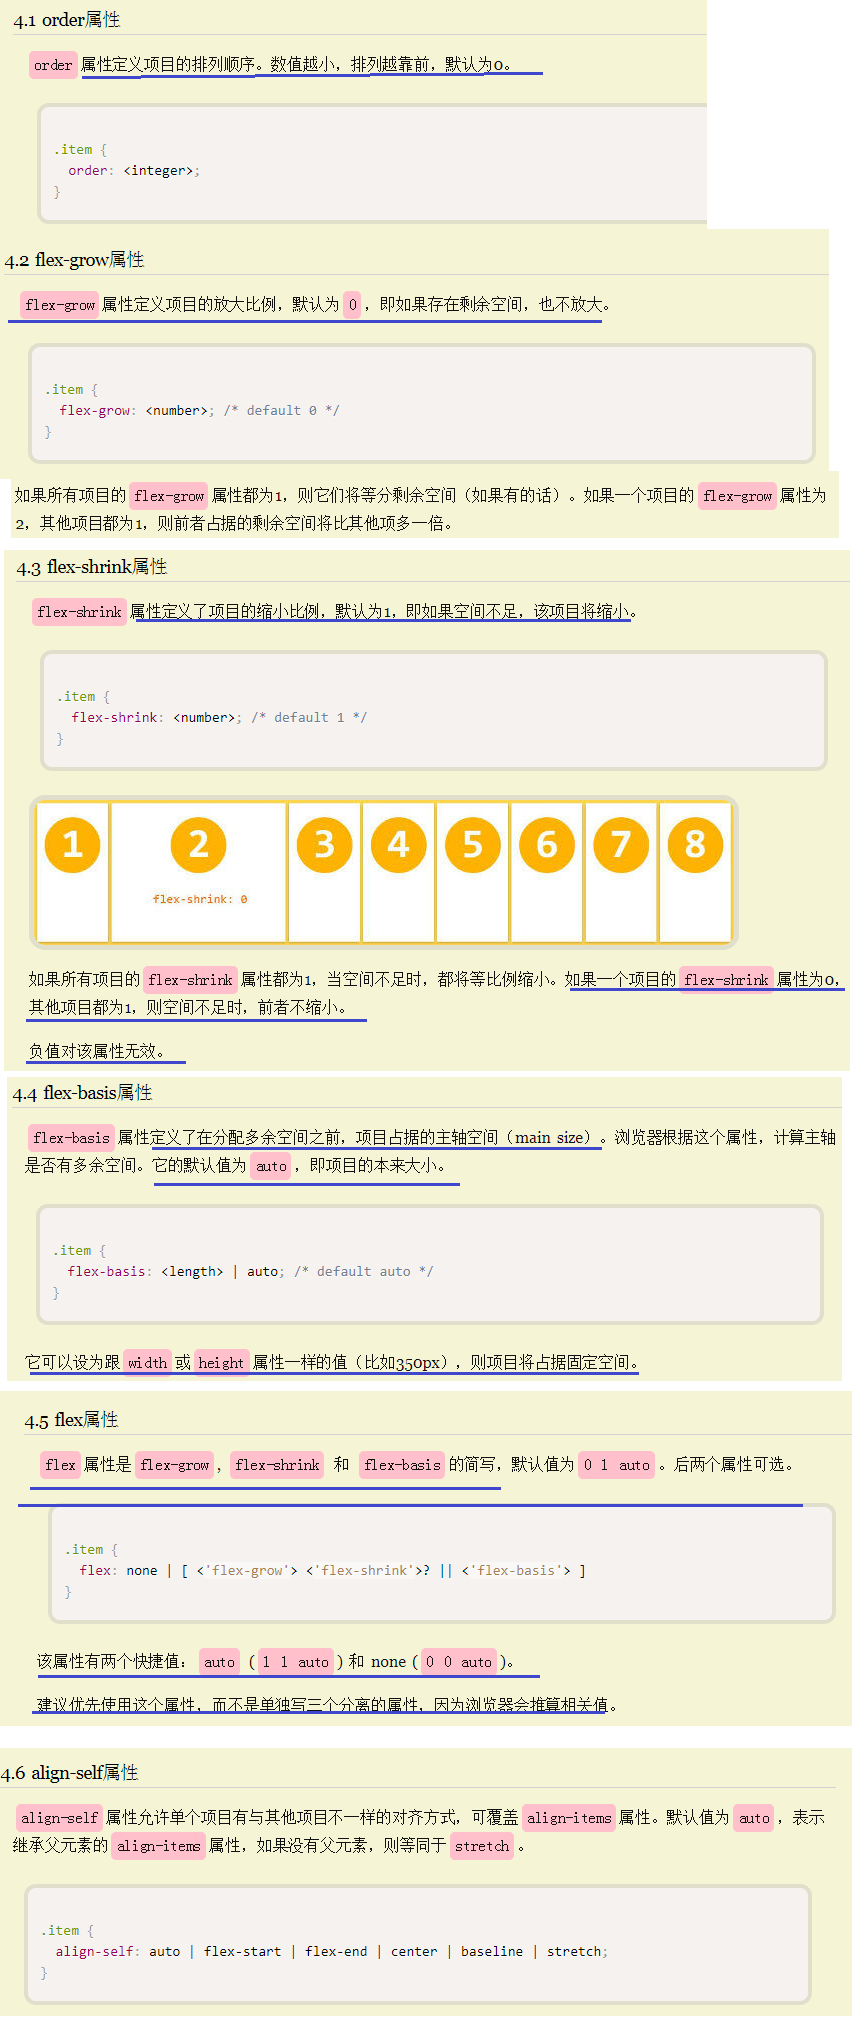 4.1 order属性
order 属性定义项目的排列顺序。数值越小，排列越靠前，默认为0。
.item {
order: <integer>;
}
4.2 flex-grow属性
flex-grow 属性定义项目的放大比例，默认为 0 ，即如果存在剩余空间，也不放大。
.item {
flex-grow: <number>; /* default 0 */
}
如果所有项目的 flex-grow 属性都为1，则它们将等分剩余空间（如果有的话）。如果一个项目的 flex-grow 属性为
2，其他项目都为1，则前者占据的剩余空间将比其他项多一倍。
4.3 flex-shrink属性
flex-shrink 属性定义了项目的缩小比例，默认为1，即如果空间不足，该项目将缩小。
.item {
flex-shrink: <number>; /* default 1 */
}
1 2 3 4 5 6 7 8
flex-shrink: 0
如果所有项目的 flex-shrink 属性都为1，当空间不足时，都将等比例缩小。如果一个项目的 flex-shrink 属性为0，
其他项目都为1，则空间不足时，前者不缩小。
负值对该属性无效。
4.4 flex-basis属性
flex-basis 属性定义了在分配多余空间之前，项目占据的主轴空间（main size）。浏览器根据这个属性，计算主轴
是否有多余空间。它的默认值为 auto ，即项目的本来大小。
.item {
flex-basis: <length> | auto; /* default auto */
}
它可以设为跟 width 或 height 属性一样的值（比如350px），则项目将占据固定空间。
4.5 flex属性
flex 属性是 flex-grow , flex-shrink 和 flex-basis 的简写，默认值为 0 1 auto 。后两个属性可选。
.item {
flex: none | [ <'flex-grow'> <'flex-shrink'>? || <'flex-basis'> ]
}
该属性有两个快捷值： auto ( 1 1 auto ) 和 none ( 0 0 auto )。
建议优先使用这个属性，而不是单独写三个分离的属性，因为浏览器会推算相关值。
4.6 align-self属性
align-self 属性允许单个项目有与其他项目不一样的对齐方式，可覆盖 align-items 属性。默认值为 auto ，表示
继承父元素的 align-items 属性，如果没有父元素，则等同于 stretch 。
.item {
align-self: auto | flex-start | flex-end | center | baseline | stretch;
}